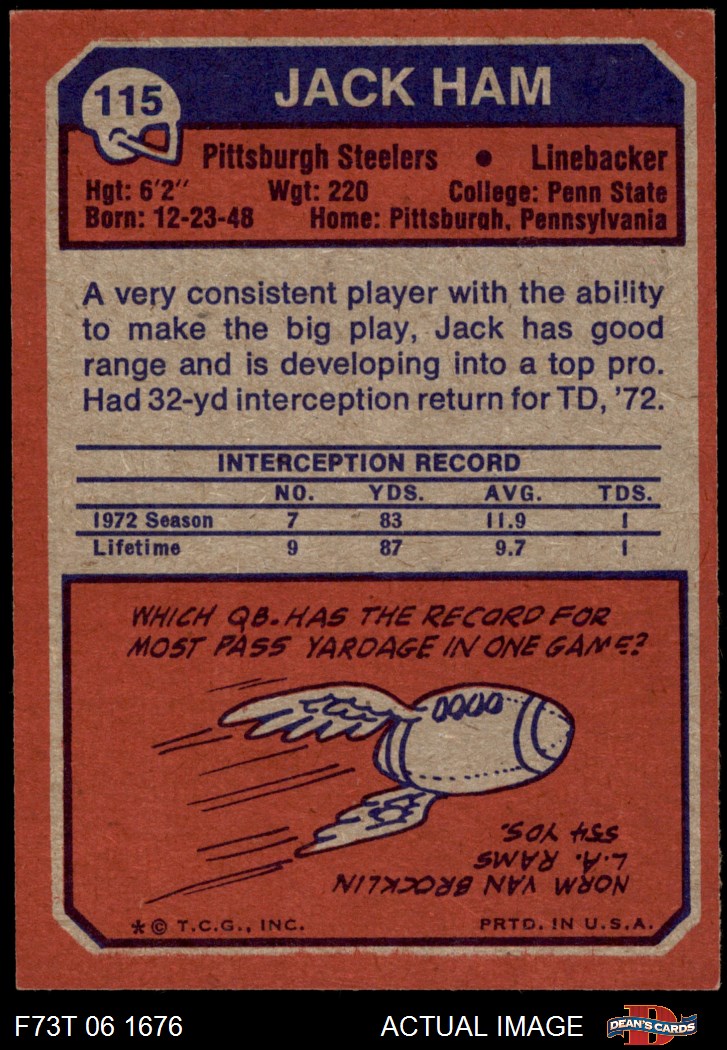 115
JACK HAM
Pittsburgh Steelers • Linebacker
Hgt: 6'2" Wgt: 220 College: Penn State
Born: 12-23-48 Home: Pittsburgh, Pennsylvania
A very consistent player with the ability
to make the big play, Jack has good
range and is developing into a top pro.
Had 32-yd interception return for TD, '72.
INTERCEPTION RECORD
NO. YDS. AVG. TDS.
1972 Season 7 83 11.9 1
Lifetime 9 87 9.7 1
WHICH QB. HAS THE RECORD FOR
MOST PASS YARDAGE IN ONE GAME?
NORM VAN BROCKLIN
L.A. RAMS
554 YDS.
*© T.C.G., INC. PRTD. IN U.S.A.
F73T 06 1676 ACTUAL IMAGE D DEAN'S CARDS